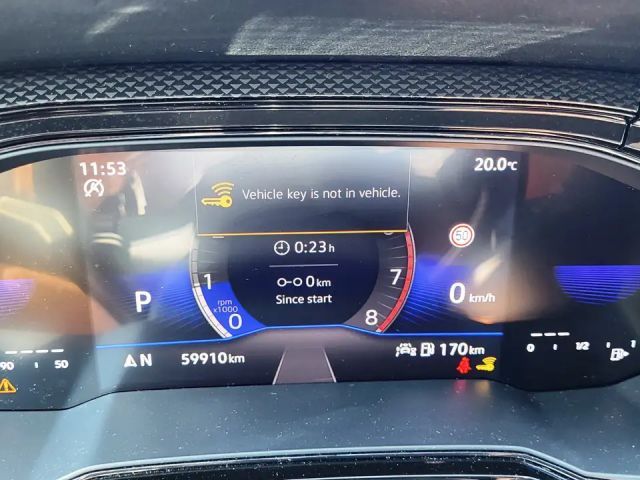 11:53
20.0°C
Vehicle key is not in vehicle.
0:23 h
50
1
7
0 km
Since start
P
rpm
x1000
0
8
0 km/h
90
50
N
59910 km
170 km
0
1/2
1